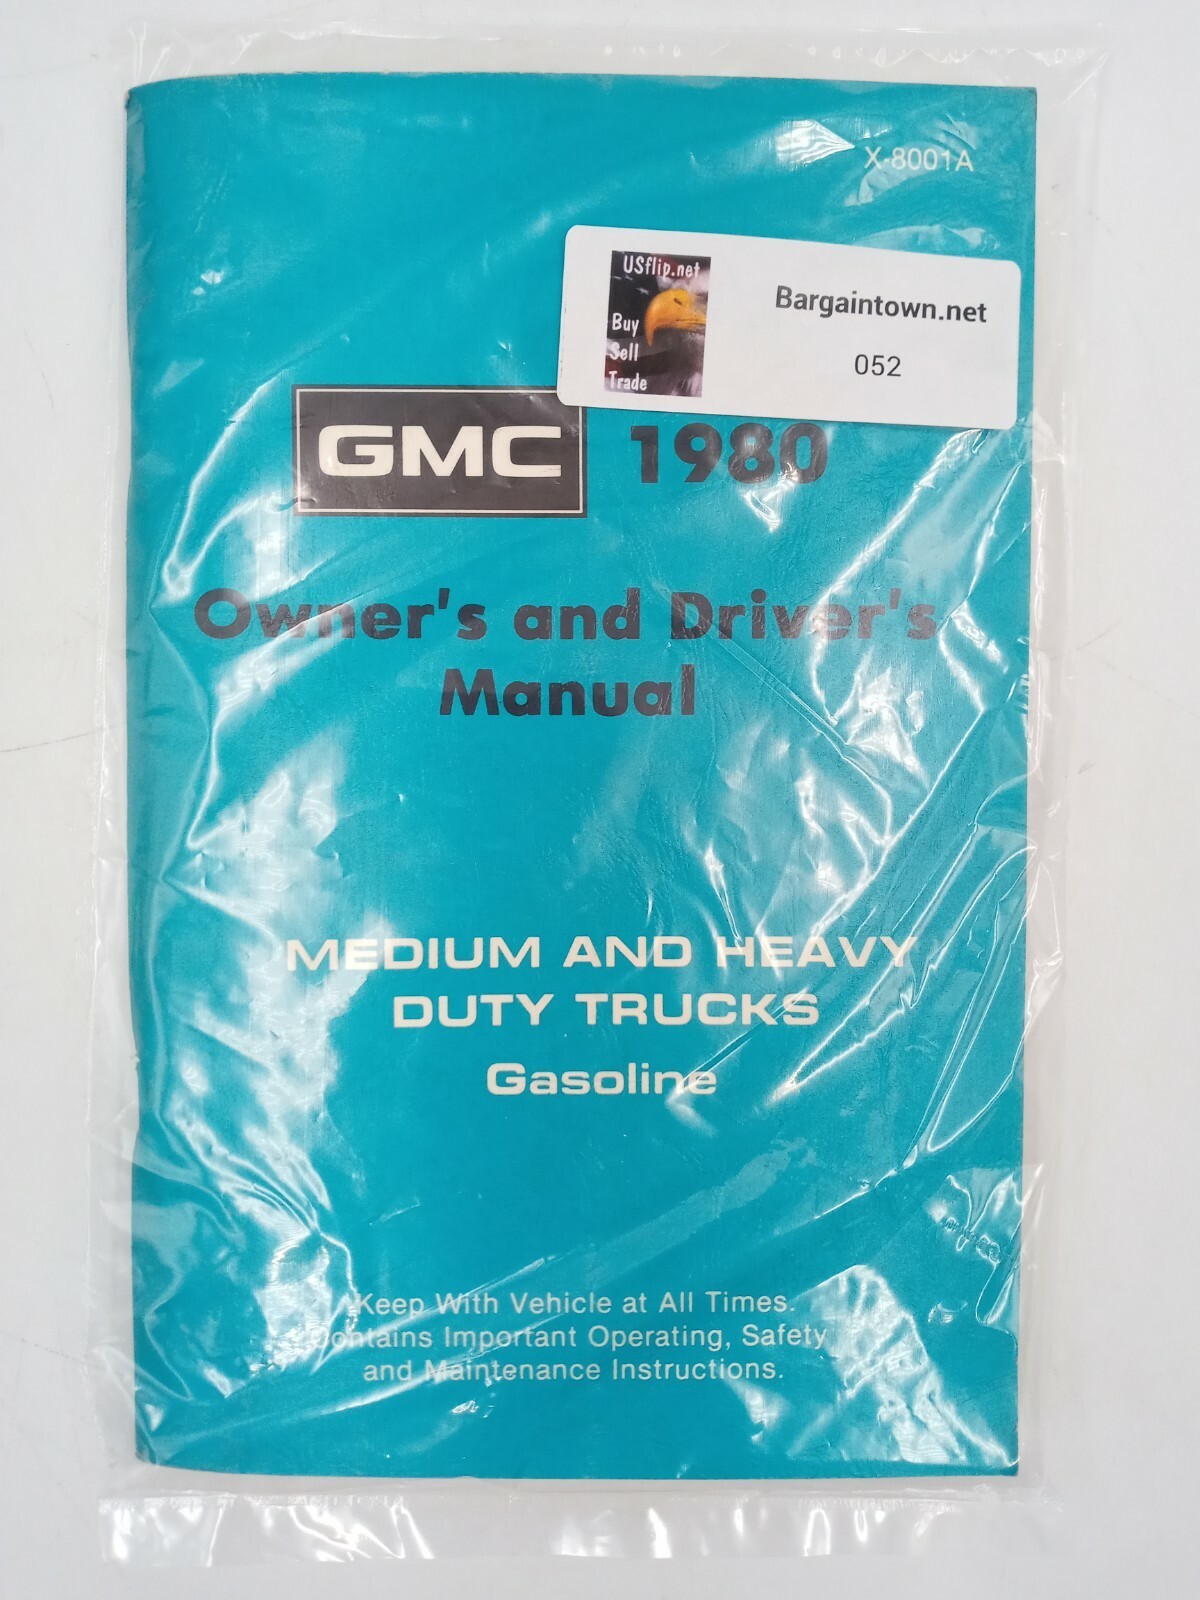 X-8001A
USflip.net
Buy
Sell
Trade
Bargaintown.net
052
GMC 1980
Owner's and Driver's
Manual
MEDIUM AND HEAVY
DUTY TRUCKS
Gasoline
Keep With Vehicle at All Times.
Contains Important Operating, Safety
and Maintenance Instructions.